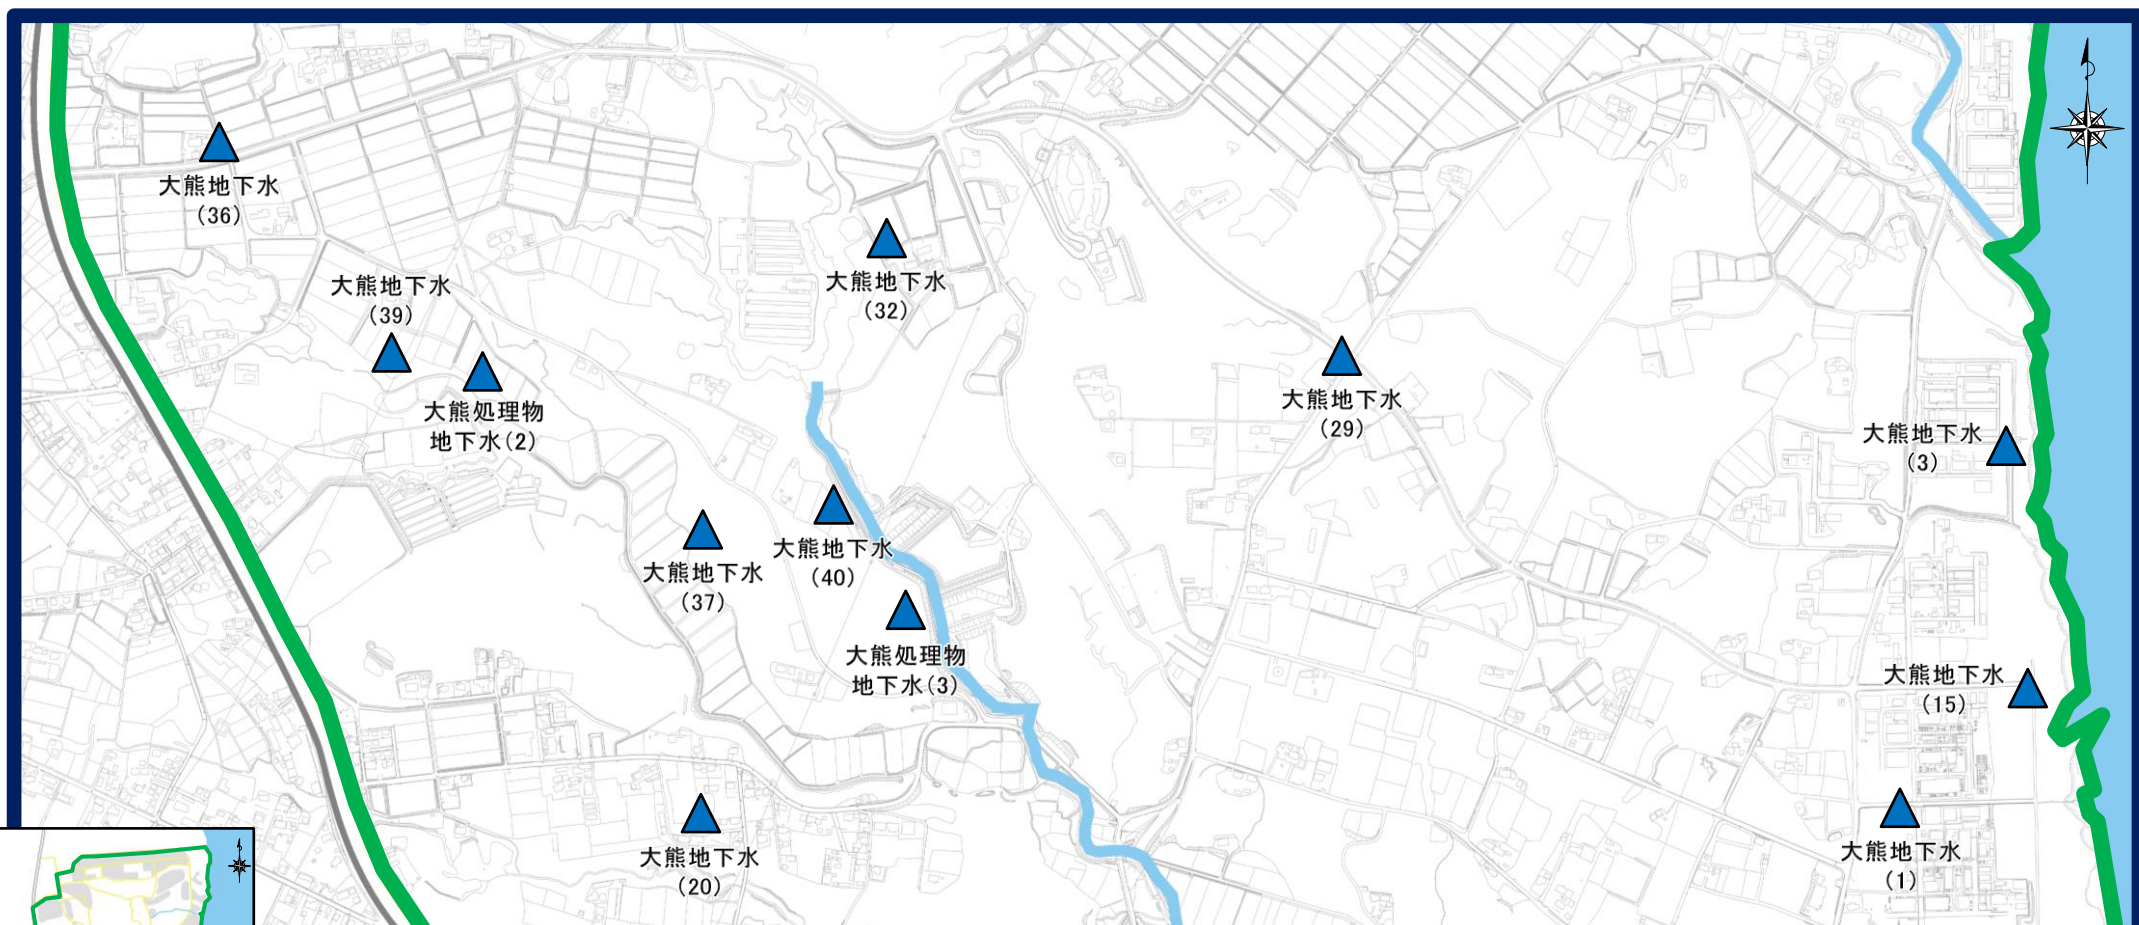 大熊地下水
（36）
大熊地下水
（39）
大熊処理物
地下水（2）
大熊地下水
（32）
大熊地下水
（29）
大熊地下水
（3）
大熊地下水
（37）
大熊地下水
（40）
大熊処理物
地下水（3）
大熊地下水
（15）
大熊地下水
（20）
大熊地下水
（1）